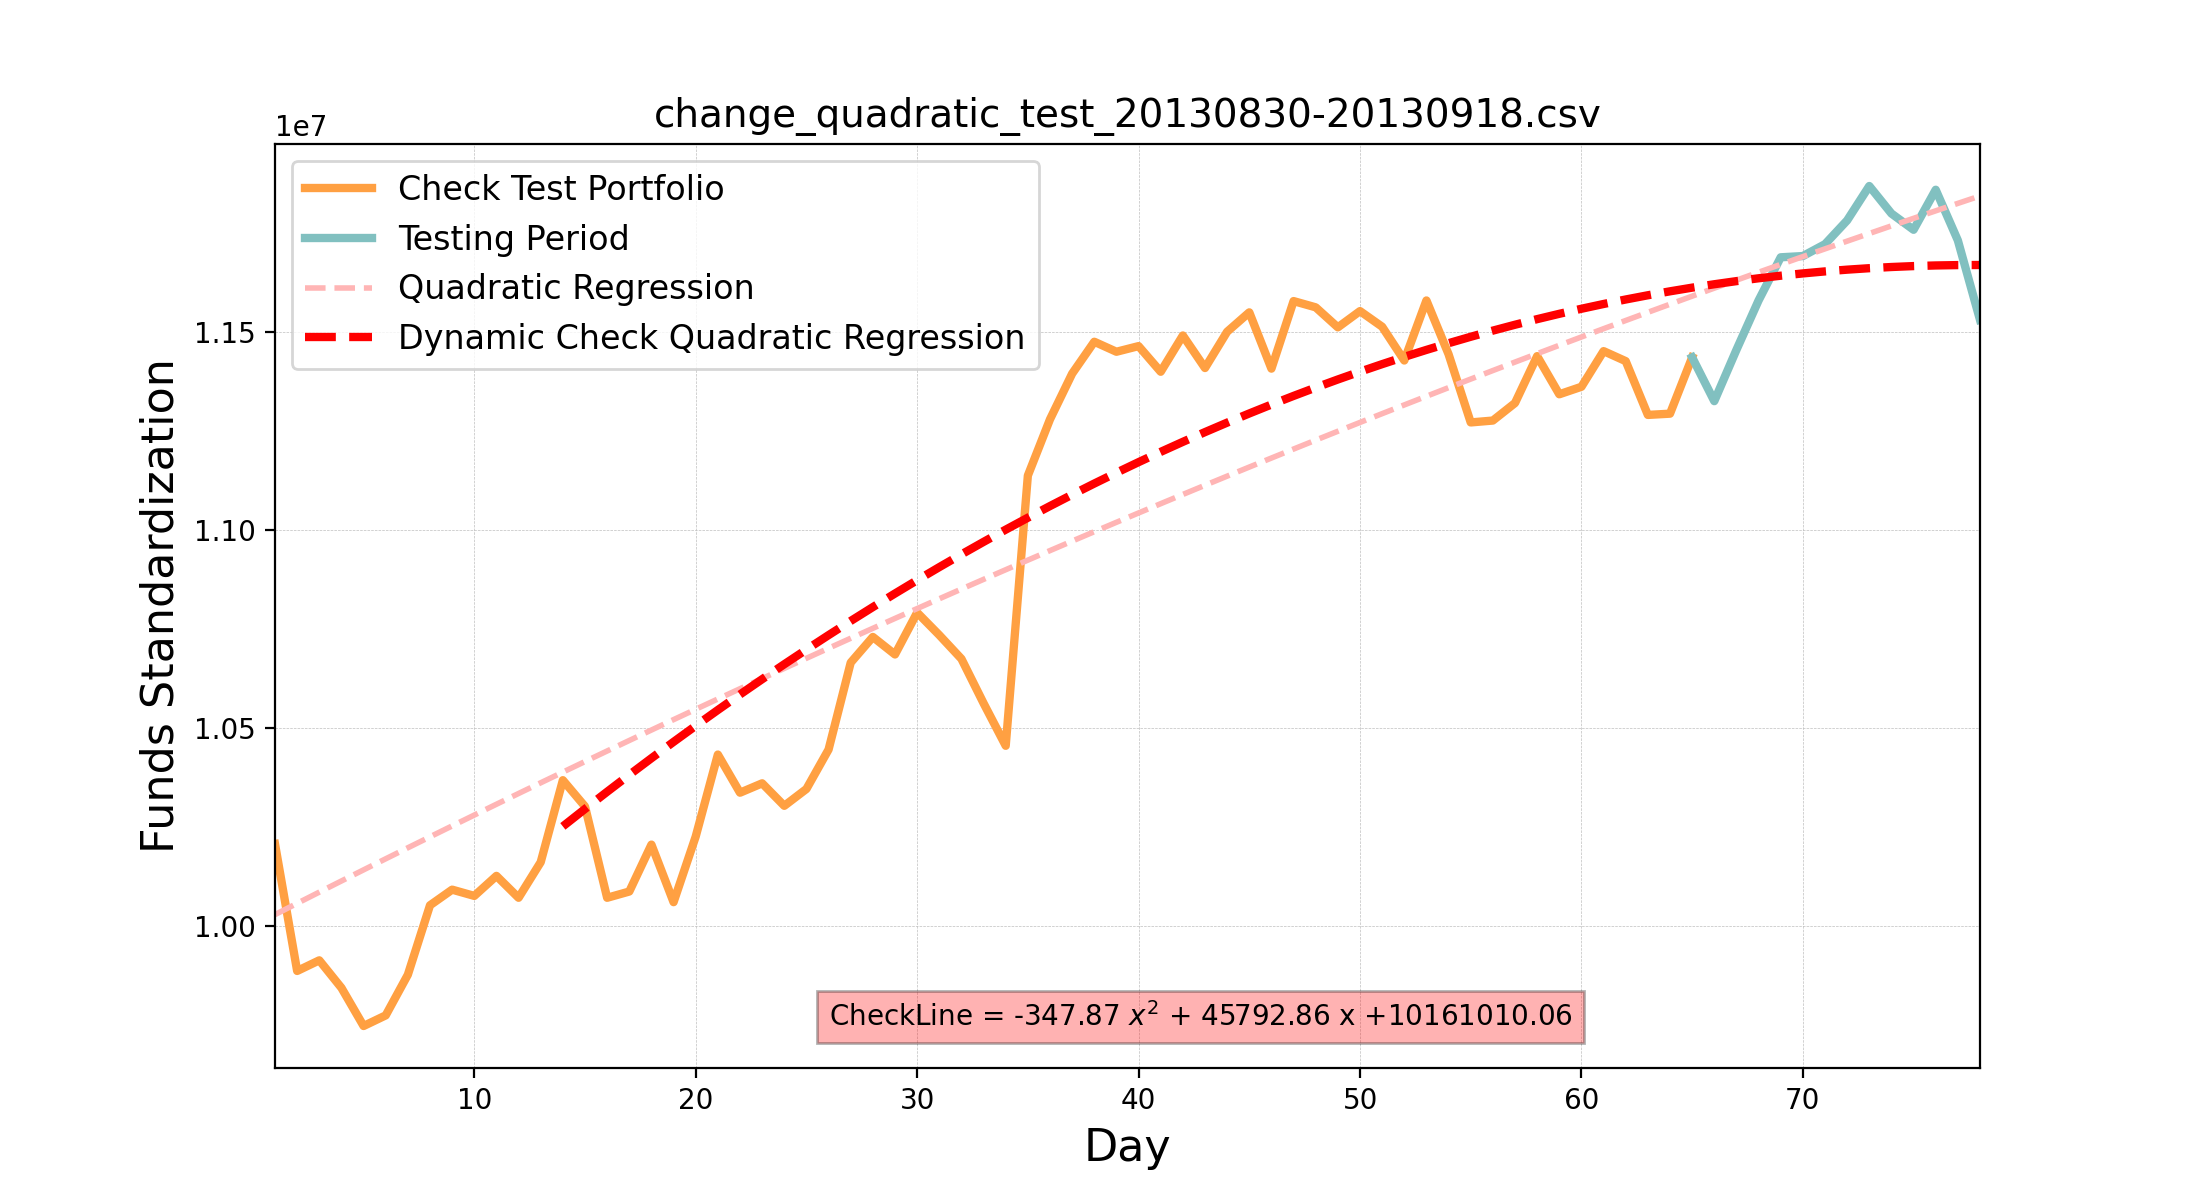 change_quadratic_test_20130830-20130918.csv
1e7
Check Test Portfolio
Testing Period
Quadratic Regression
Dynamic Check Quadratic Regression
1.15
1.10
1.05
1.00
Funds Standardization
CheckLine = -347.87 x² + 45792.86 x +10161010.06
10 20 30 40 50 60 70
Day